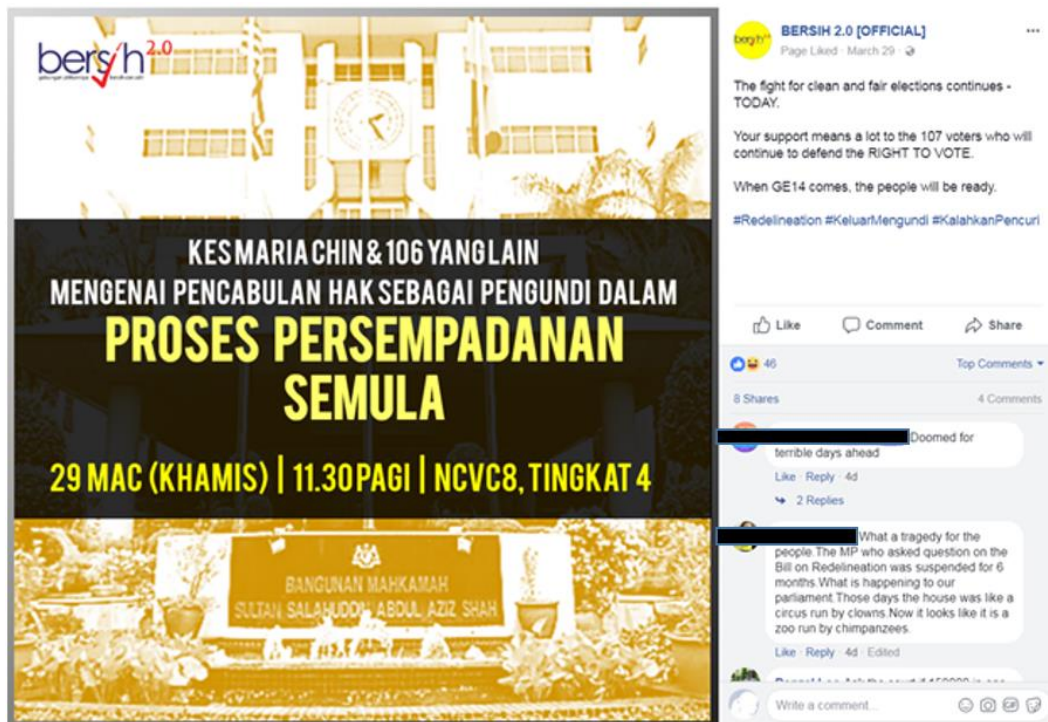 bersih 2.0
KES MARIA CHIN & 106 YANG LAIN
MENGENAI PENCABULAN HAK SEBAGAI PENGUNDI DALAM
PROSES PERSEMPADANAN
SEMULA
29 MAC (KHAMIS) | 11.30 PAGI | NCVC8, TINGKAT 4
BANGUNAN MAHKAMAH
SULTAN SALAHUDDIN ABDUL AZIZ SHAH
BERSIH 2.0 [OFFICIAL]
Page Liked · March 29 ·
The fight for clean and fair elections continues -
TODAY.
Your support means a lot to the 107 voters who will
continue to defend the RIGHT TO VOTE.
When GE14 comes, the people will be ready.
#Redelineation #KeluarMengundi #KalahkanPencuri
Like Comment Share
46 Top Comments
8 Shares 4 Comments
Doomed for
terrible days ahead
Like · Reply · 4d
2 Replies
What a tragedy for the
people.The MP who asked question on the
Bill on Redelineation was suspended for 6
months.What is happening to our
parliament.Those days the house was like a
circus run by clowns.Now it looks like it is a
zoo run by chimpanzees.
Like · Reply · 4d · Edited
Write a comment...